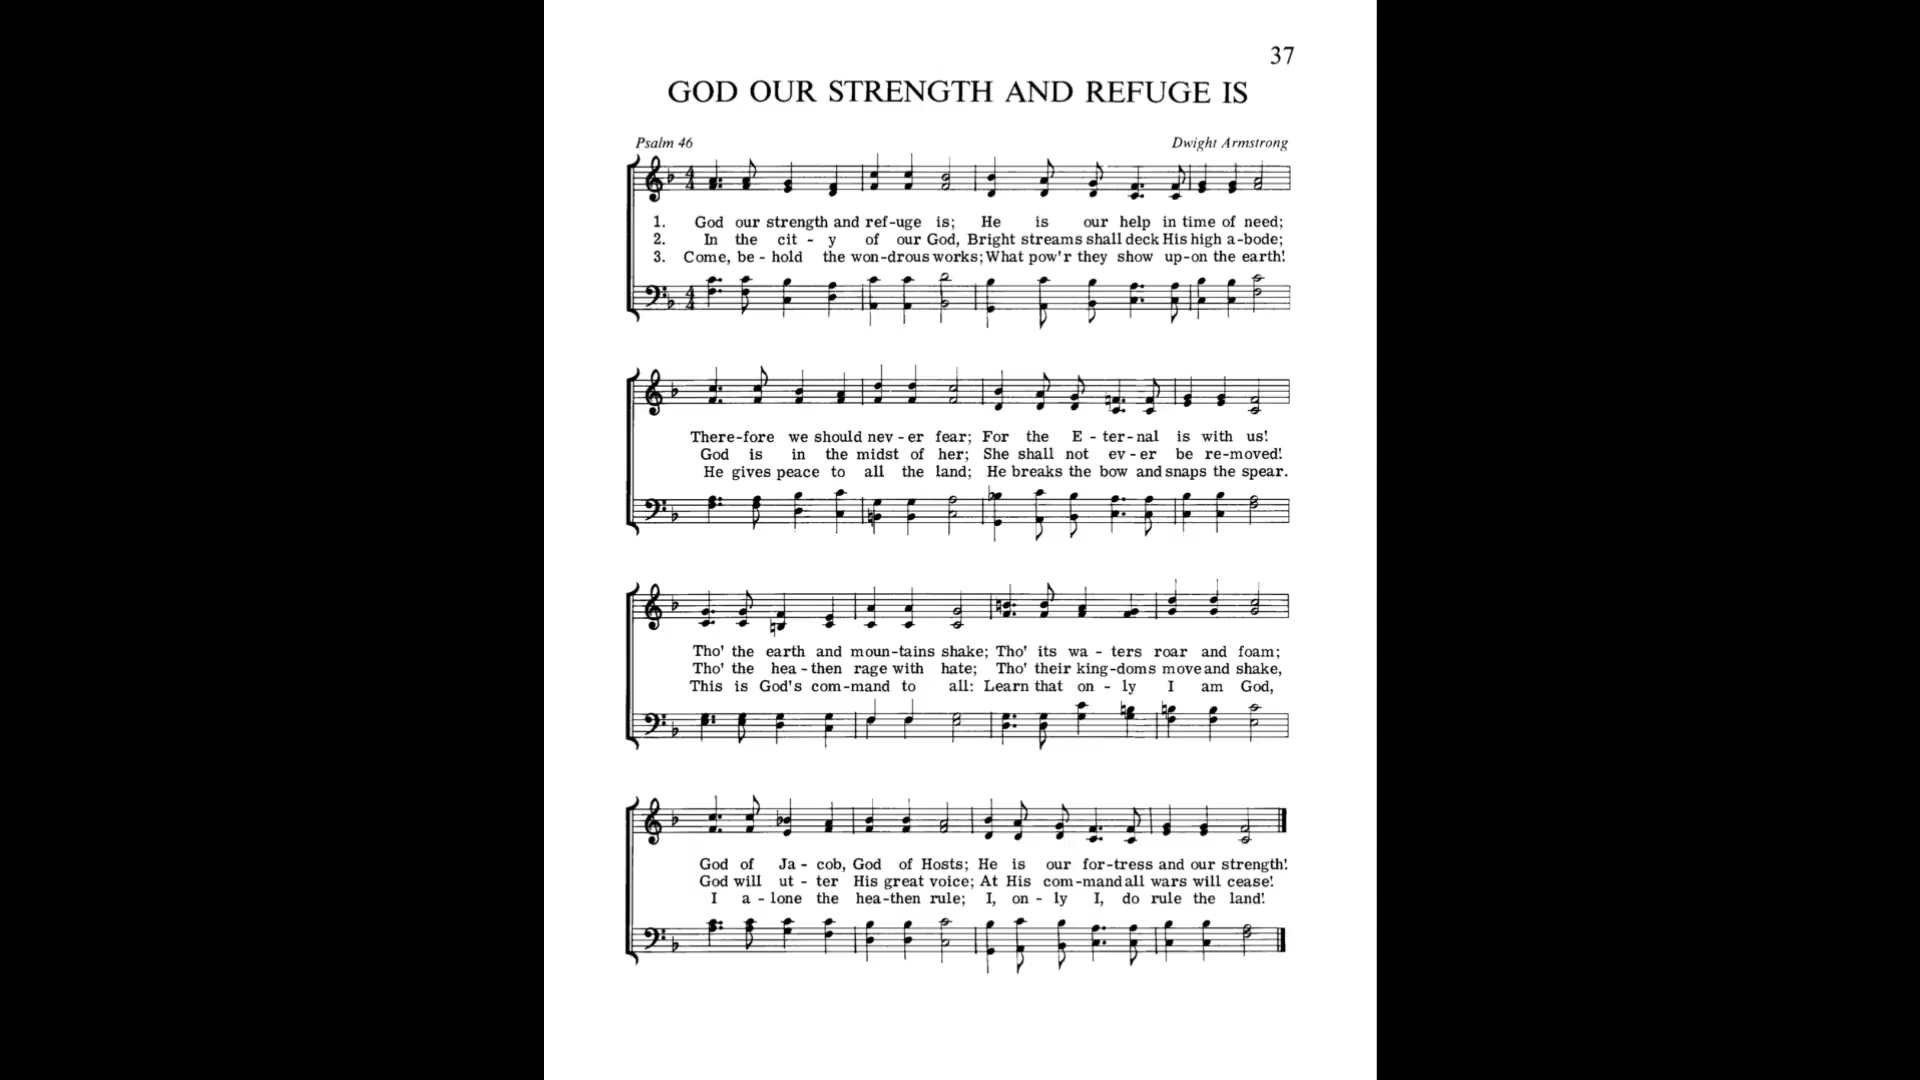 37
GOD OUR STRENGTH AND REFUGE IS
Psalm 46 Dwight Armstrong
1. God our strength and ref-uge is; He is our help in time of need;
2. In the cit - y of our God, Bright streams shall deck His high a-bode;
3. Come, be - hold the won-drous works; What pow'r they show up-on the earth!
There-fore we should nev - er fear; For the E - ter-nal is with us!
God is in the midst of her; She shall not ev - er be re-moved!
He gives peace to all the land; He breaks the bow and snaps the spear.
Tho' the earth and moun-tains shake; Tho' its wa - ters roar and foam;
Tho' the hea - then rage with hate; Tho' their king-doms move and shake,
This is God's com-mand to all: Learn that on - ly I am God,
God of Ja - cob, God of Hosts; He is our for-tress and our strength!
God will ut - ter His great voice; At His com-mand all wars will cease!
I a - lone the hea-then rule; I, on - ly I, do rule the land!